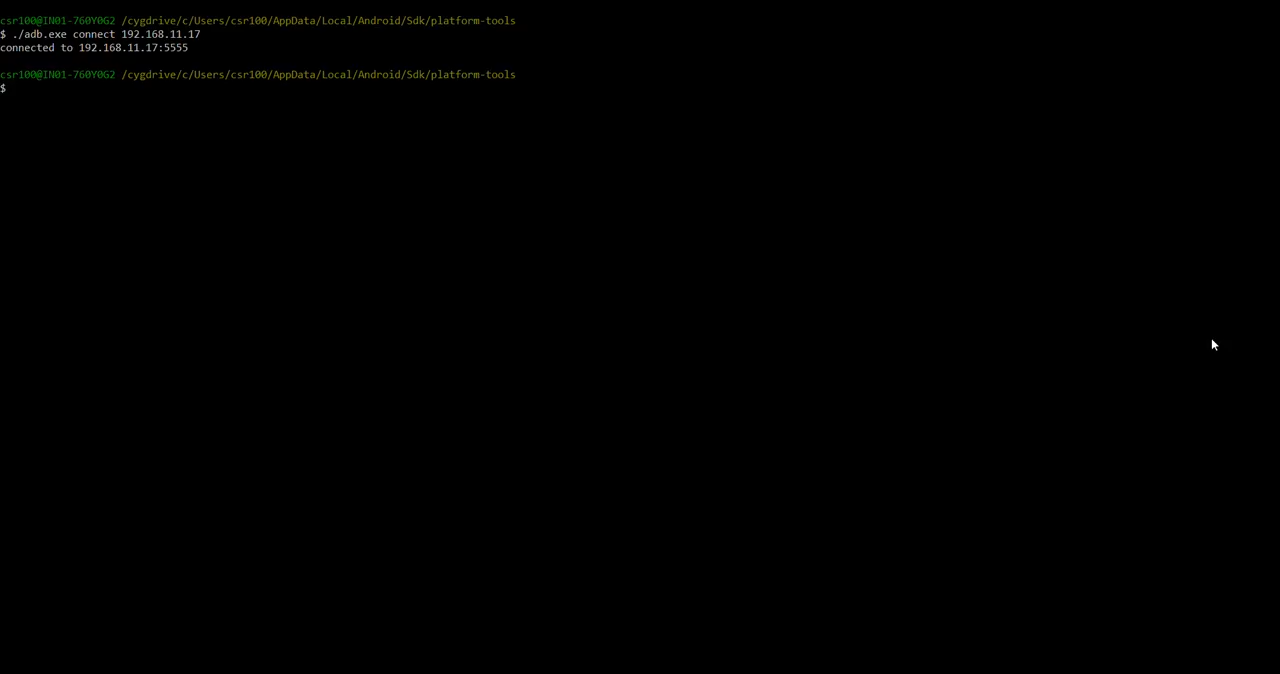 csr100@IN01-760Y0G2 /cygdrive/c/Users/csr100/AppData/Local/Android/Sdk/platform-tools
$ ./adb.exe connect 192.168.11.17
connected to 192.168.11.17:5555
csr100@IN01-760Y0G2 /cygdrive/c/Users/csr100/AppData/Local/Android/Sdk/platform-tools
$